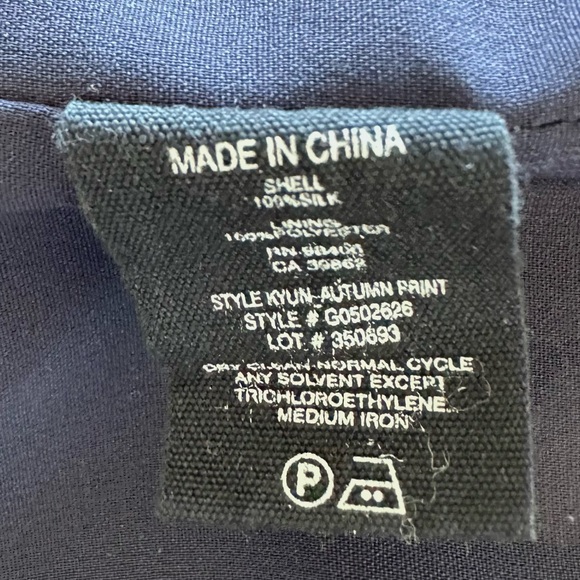 MADE IN CHINA
SHELL
100% SILK
LINING
100% POLYESTER
RN 98406
CA 39862
STYLE KYUN-AUTUMN PRINT
STYLE # G0502626
LOT # 350693
DRY CLEAN-NORMAL CYCLE
ANY SOLVENT EXCEPT
TRICHLOROETHYLENE.
MEDIUM IRON
P